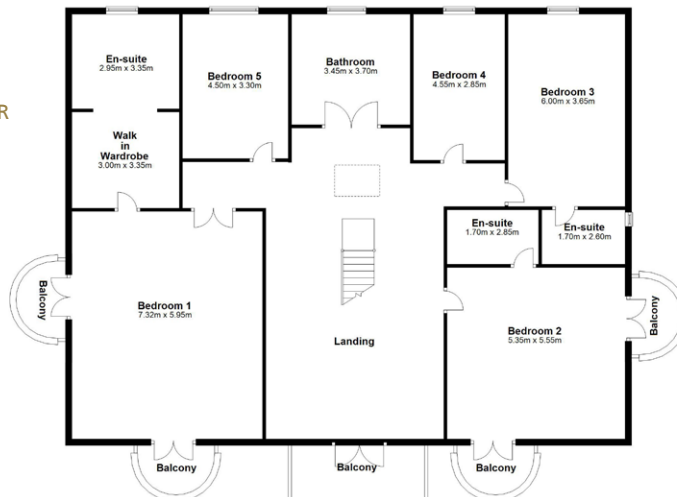 R
En-suite
2.95m x 3.35m
Bedroom 5
4.50m x 3.30m
Bathroom
3.45m x 3.70m
Bedroom 4
4.55m x 2.85m
Bedroom 3
6.00m x 3.65m
Walk
in
Wardrobe
3.00m x 3.35m
En-suite
1.70m x 2.85m
En-suite
1.70m x 2.60m
Balcony
Bedroom 1
7.32m x 5.95m
Landing
Bedroom 2
5.35m x 5.55m
Balcony
Balcony
Balcony
Balcony